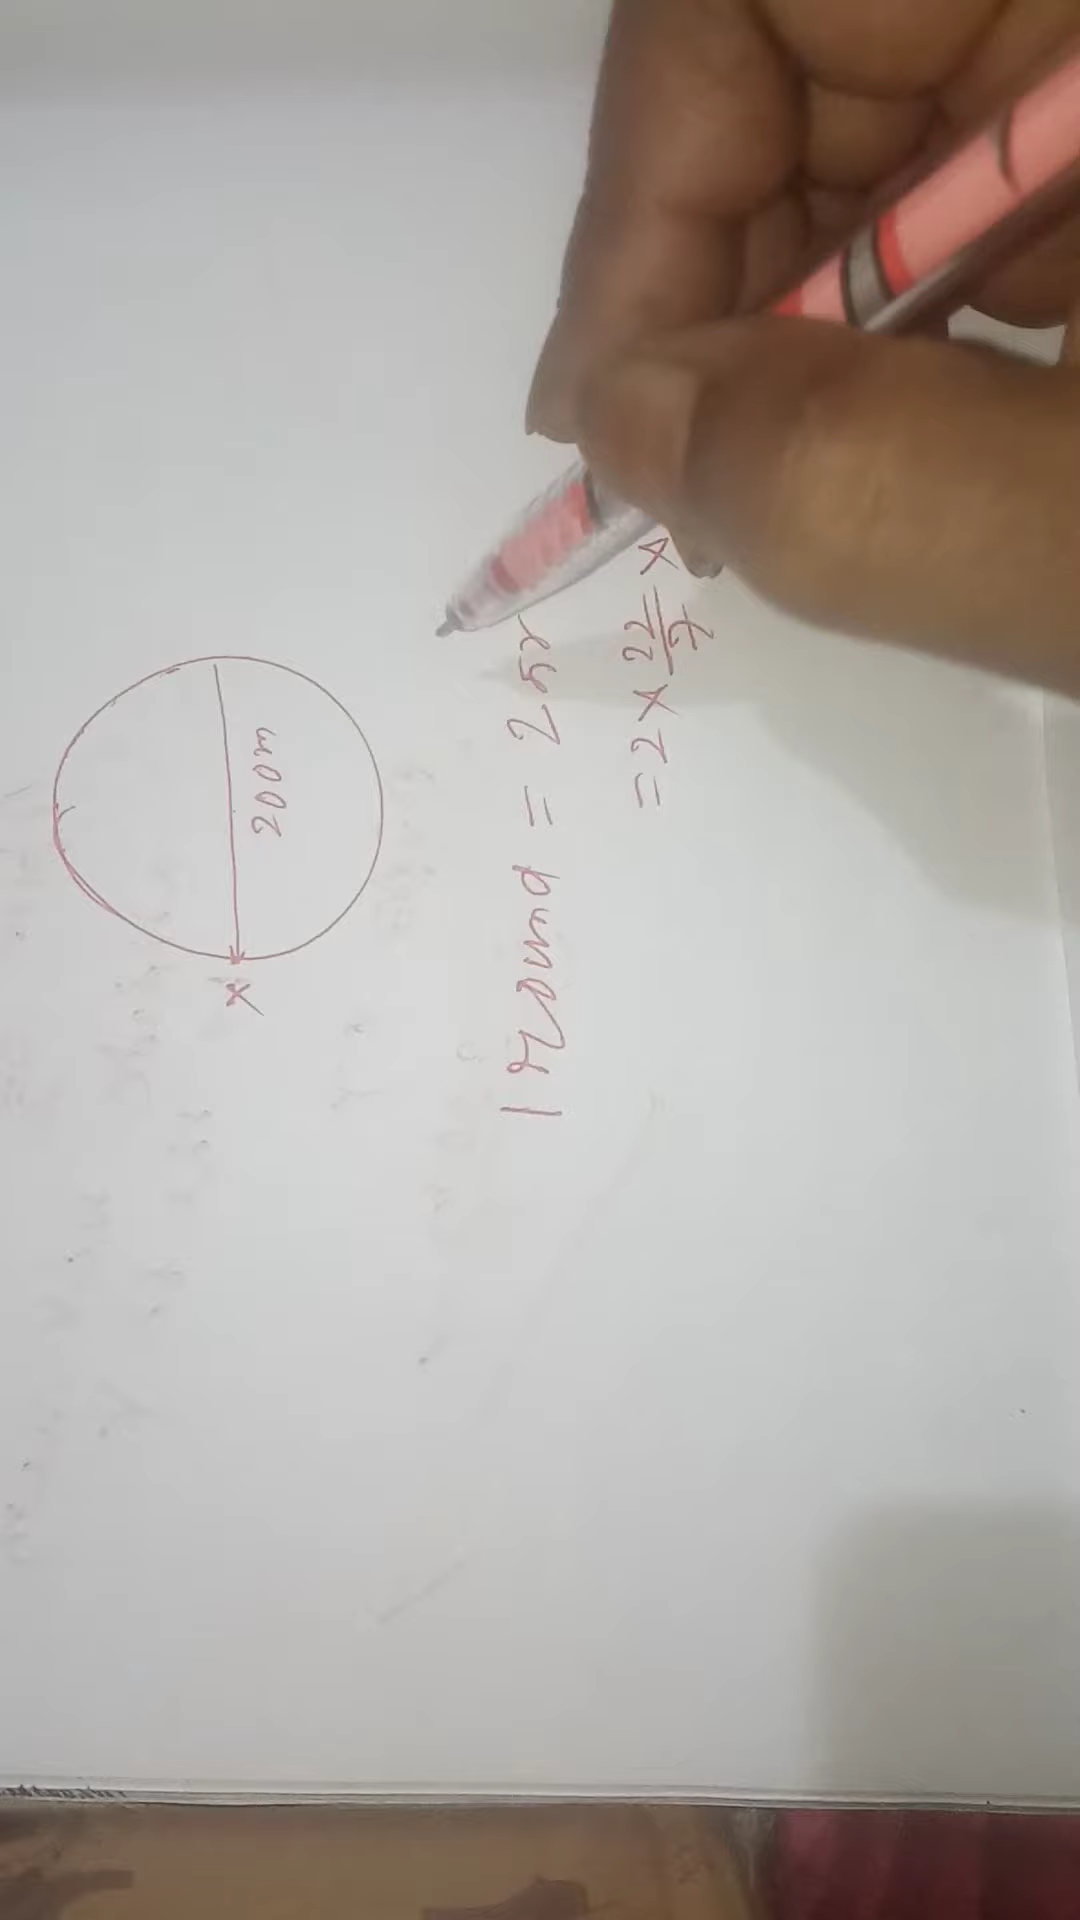 200m
x
1 round = 2πr
= 2 × 22/7 ×